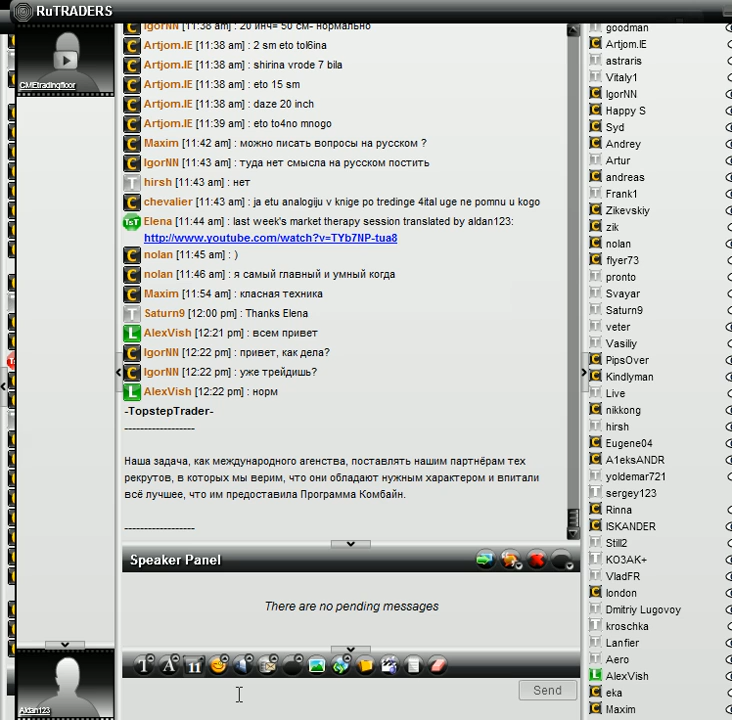 RuTRADERS
CMEtradingfloor
IgorNN [11:38 am] : 20 инч= 50 см- нормально
Artjom.IE [11:38 am] : 2 sm eto tol6ina
Artjom.IE [11:38 am] : shirina vrode 7 bila
Artjom.IE [11:38 am] : eto 15 sm
Artjom.IE [11:38 am] : daze 20 inch
Artjom.IE [11:39 am] : eto to4no mnogo
Maxim [11:42 am] : можно писать вопросы на русском ?
IgorNN [11:43 am] : туда нет смысла на русском постить
hirsh [11:43 am] : нет
chevalier [11:43 am] : ja etu analogiju v knige po tredinge 4ital uge ne pomnu u kogo
Elena [11:44 am] : last week's market therapy session translated by aldan123:
http://www.youtube.com/watch?v=TYb7NP-tua8
nolan [11:45 am] : )
nolan [11:46 am] : я самый главный и умный когда
Maxim [11:54 am] : класная техника
Saturn9 [12:00 pm] : Thanks Elena
AlexVish [12:21 pm] : всем привет
IgorNN [12:22 pm] : привет, как дела?
IgorNN [12:22 pm] : уже трейдишь?
AlexVish [12:22 pm] : норм
-TopstepTrader-
------------------
Наша задача, как международного агенства, поставлять нашим партнёрам тех
рекрутов, в которых мы верим, что они обладают нужным характером и впитали
всё лучшее, что им предоставила Программа Комбайн.
------------------
Speaker Panel
There are no pending messages
T A 11
Send
Aldan123
goodman
Artjom.IE
astraris
Vitaly1
IgorNN
Happy S
Syd
Andrey
Artur
andreas
Frank1
Zikevskiy
zik
nolan
flyer73
pronto
Svayar
Saturn9
veter
Vasiliy
PipsOver
Kindlyman
Live
nikkong
hirsh
Eugene04
A1eksANDR
yoldemar721
sergey123
Rinna
ISKANDER
Still2
KO3AK+
VladFR
london
Dmitriy Lugovoy
kroschka
Lanfier
Aero
AlexVish
eka
Maxim